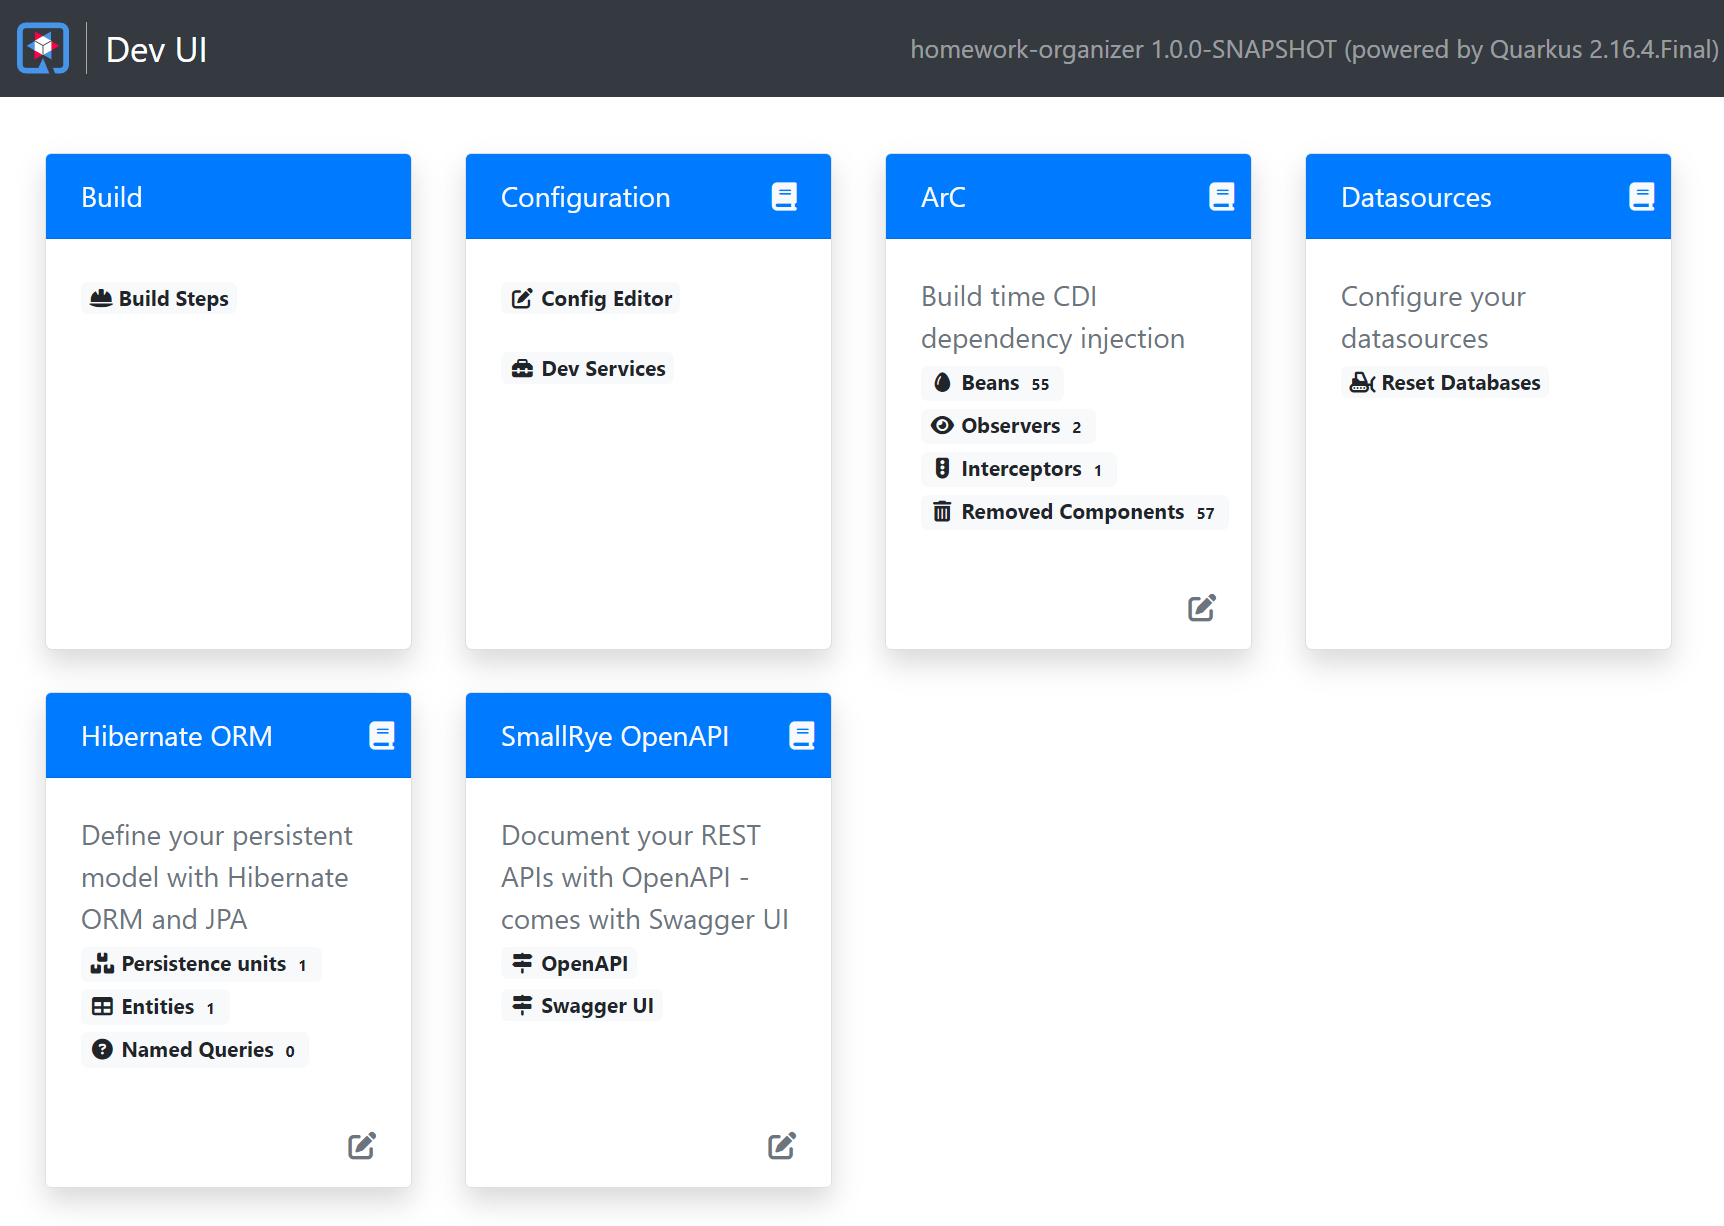 Dev UI
homework-organizer 1.0.0-SNAPSHOT (powered by Quarkus 2.16.4.Final)
Build
Build Steps
Configuration
Config Editor
Dev Services
ArC
Build time CDI
dependency injection
Beans 55
Observers 2
Interceptors 1
Removed Components 57
Datasources
Configure your
datasources
Reset Databases
Hibernate ORM
Define your persistent
model with Hibernate
ORM and JPA
Persistence units 1
Entities 1
Named Queries 0
SmallRye OpenAPI
Document your REST
APIs with OpenAPI -
comes with Swagger UI
OpenAPI
Swagger UI